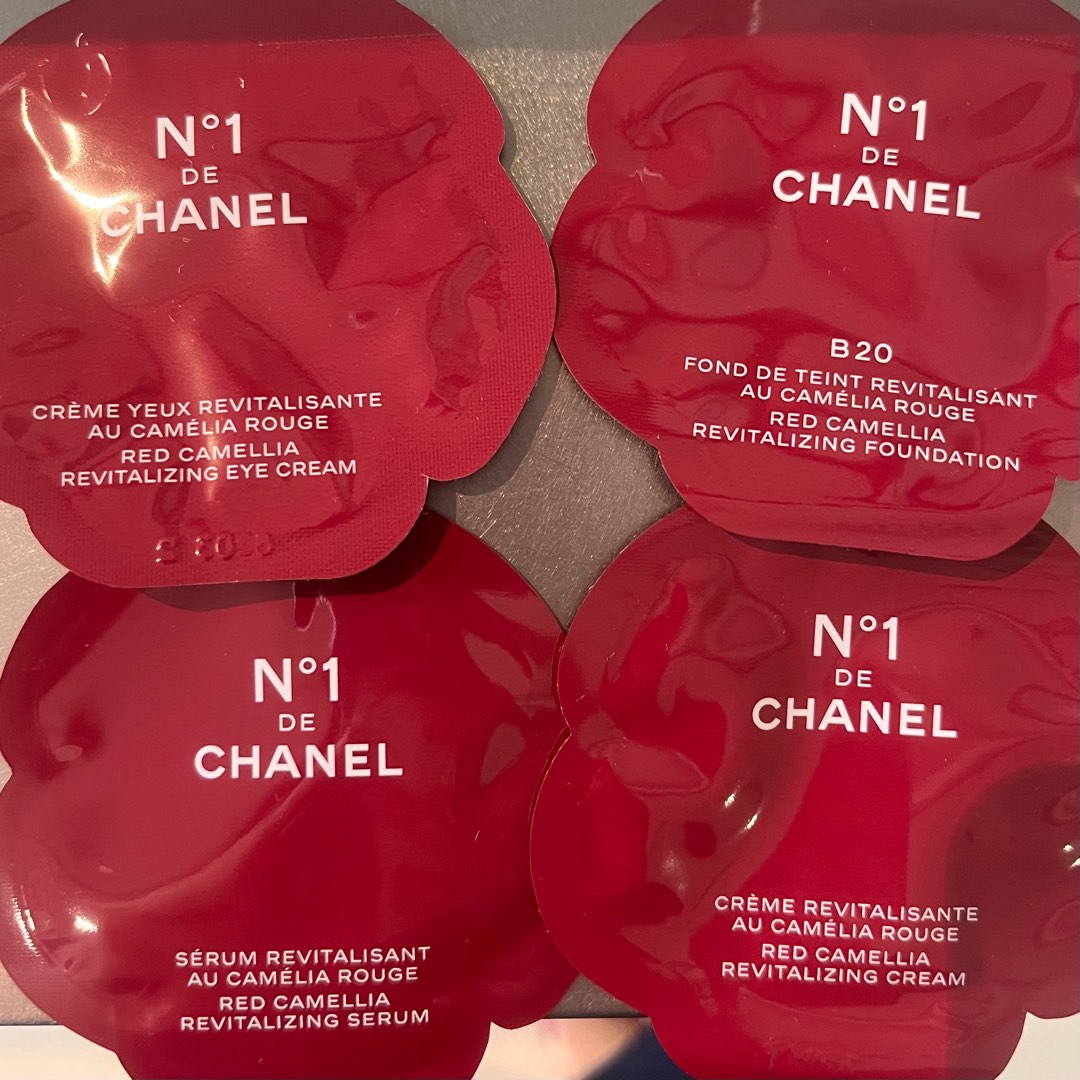 N°1
DE
CHANEL
CRÈME YEUX REVITALISANTE
AU CAMÉLIA ROUGE
RED CAMELLIA
REVITALIZING EYE CREAM
N°1
DE
CHANEL
B20
FOND DE TEINT REVITALISANT
AU CAMÉLIA ROUGE
RED CAMELLIA
REVITALIZING FOUNDATION
N°1
DE
CHANEL
SÉRUM REVITALISANT
AU CAMÉLIA ROUGE
RED CAMELLIA
REVITALIZING SERUM
N°1
DE
CHANEL
CRÈME REVITALISANTE
AU CAMÉLIA ROUGE
RED CAMELLIA
REVITALIZING CREAM